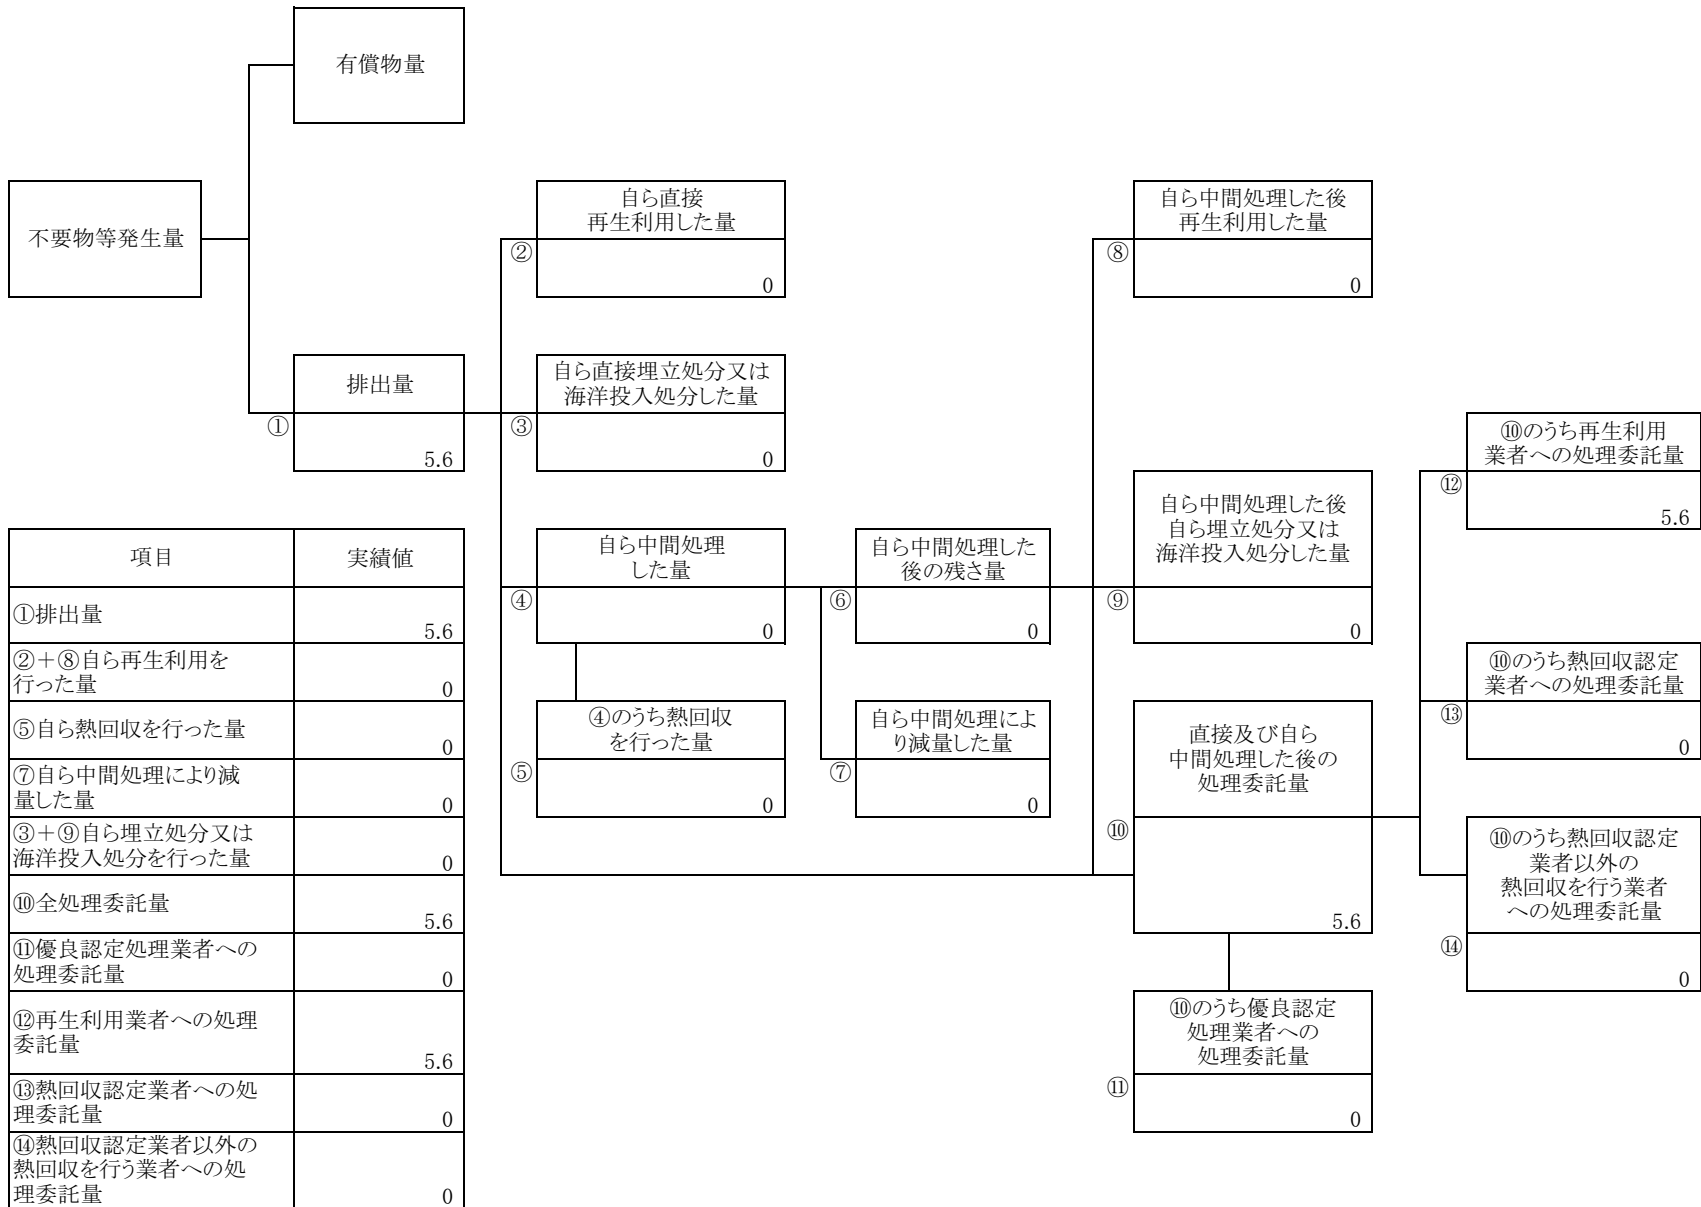 有償物量
不要物等発生量
自ら直接
再生利用した量
②
0
自ら中間処理した後
再生利用した量
⑧
0
排出量
①
5.6
自ら直接埋立処分又は
海洋投入処分した量
③
0
⑩のうち再生利用
業者への処理委託量
⑫
5.6
自ら中間処理
した量
④
0
自ら中間処理した
後の残さ量
⑥
0
自ら中間処理した後
自ら埋立処分又は
海洋投入処分した量
⑨
0
⑩のうち熱回収認定
業者への処理委託量
⑬
0
④のうち熱回収
を行った量
⑤
0
自ら中間処理によ
り減量した量
⑦
0
直接及び自ら
中間処理した後の
処理委託量
⑩
5.6
⑩のうち熱回収認定
業者以外の
熱回収を行う業者
への処理委託量
⑭
0
⑩のうち優良認定
処理業者への
処理委託量
⑪
0
項目 実績値
①排出量 5.6
②+⑧自ら再生利用を
行った量 0
⑤自ら熱回収を行った量 0
⑦自ら中間処理により減
量した量 0
③+⑨自ら埋立処分又は
海洋投入処分を行った量 0
⑩全処理委託量 5.6
⑪優良認定処理業者への
処理委託量 0
⑫再生利用業者への処理
委託量 5.6
⑬熱回収認定業者への処
理委託量 0
⑭熱回収認定業者以外の
熱回収を行う業者への処
理委託量 0